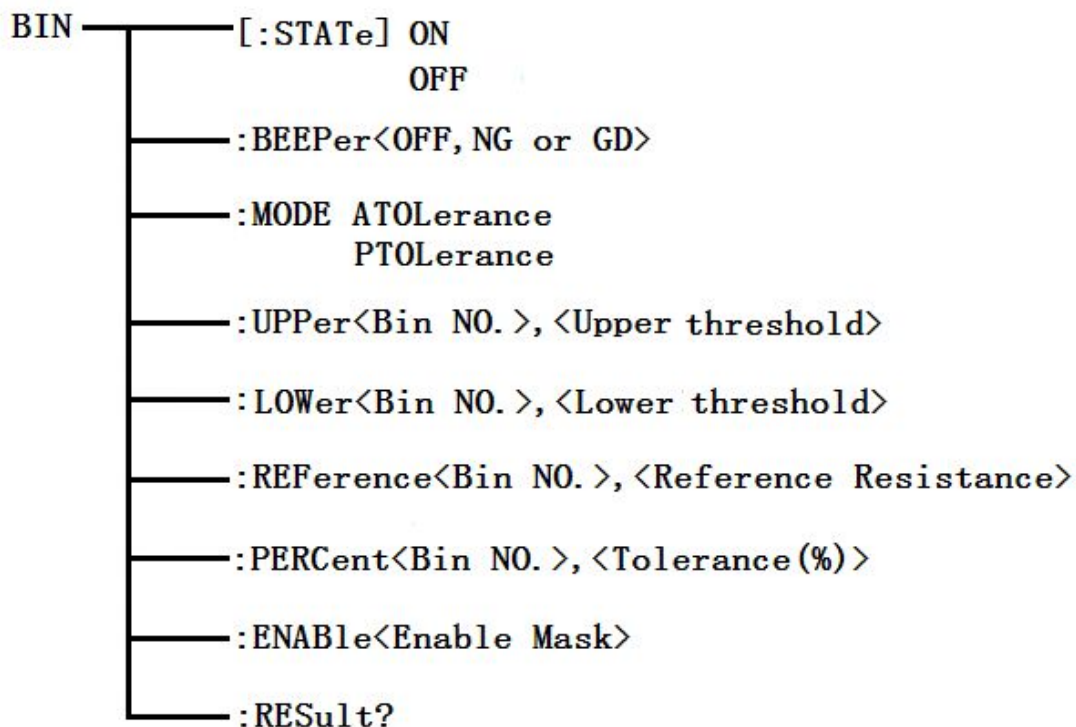 BIN [:STATe] ON
OFF
:BEEPer<OFF,NG or GD>
:MODE ATOLerance
PTOLerance
:UPPer<Bin NO.>,<Upper threshold>
:LOWer<Bin NO.>,<Lower threshold>
:REFerence<Bin NO.>,<Reference Resistance>
:PERCent<Bin NO.>,<Tolerance(%)>
:ENABle<Enable Mask>
:RESult?